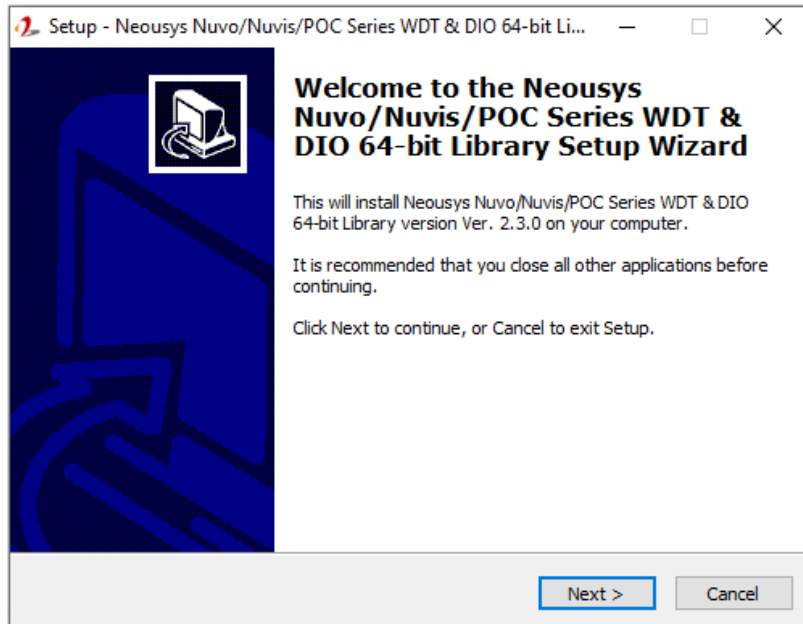 Setup - Neousys Nuvo/Nuvis/POC Series WDT & DIO 64-bit Li...
Welcome to the Neousys
Nuvo/Nuvis/POC Series WDT &
DIO 64-bit Library Setup Wizard
This will install Neousys Nuvo/Nuvis/POC Series WDT & DIO
64-bit Library version Ver. 2.3.0 on your computer.
It is recommended that you close all other applications before
continuing.
Click Next to continue, or Cancel to exit Setup.
Next >
Cancel